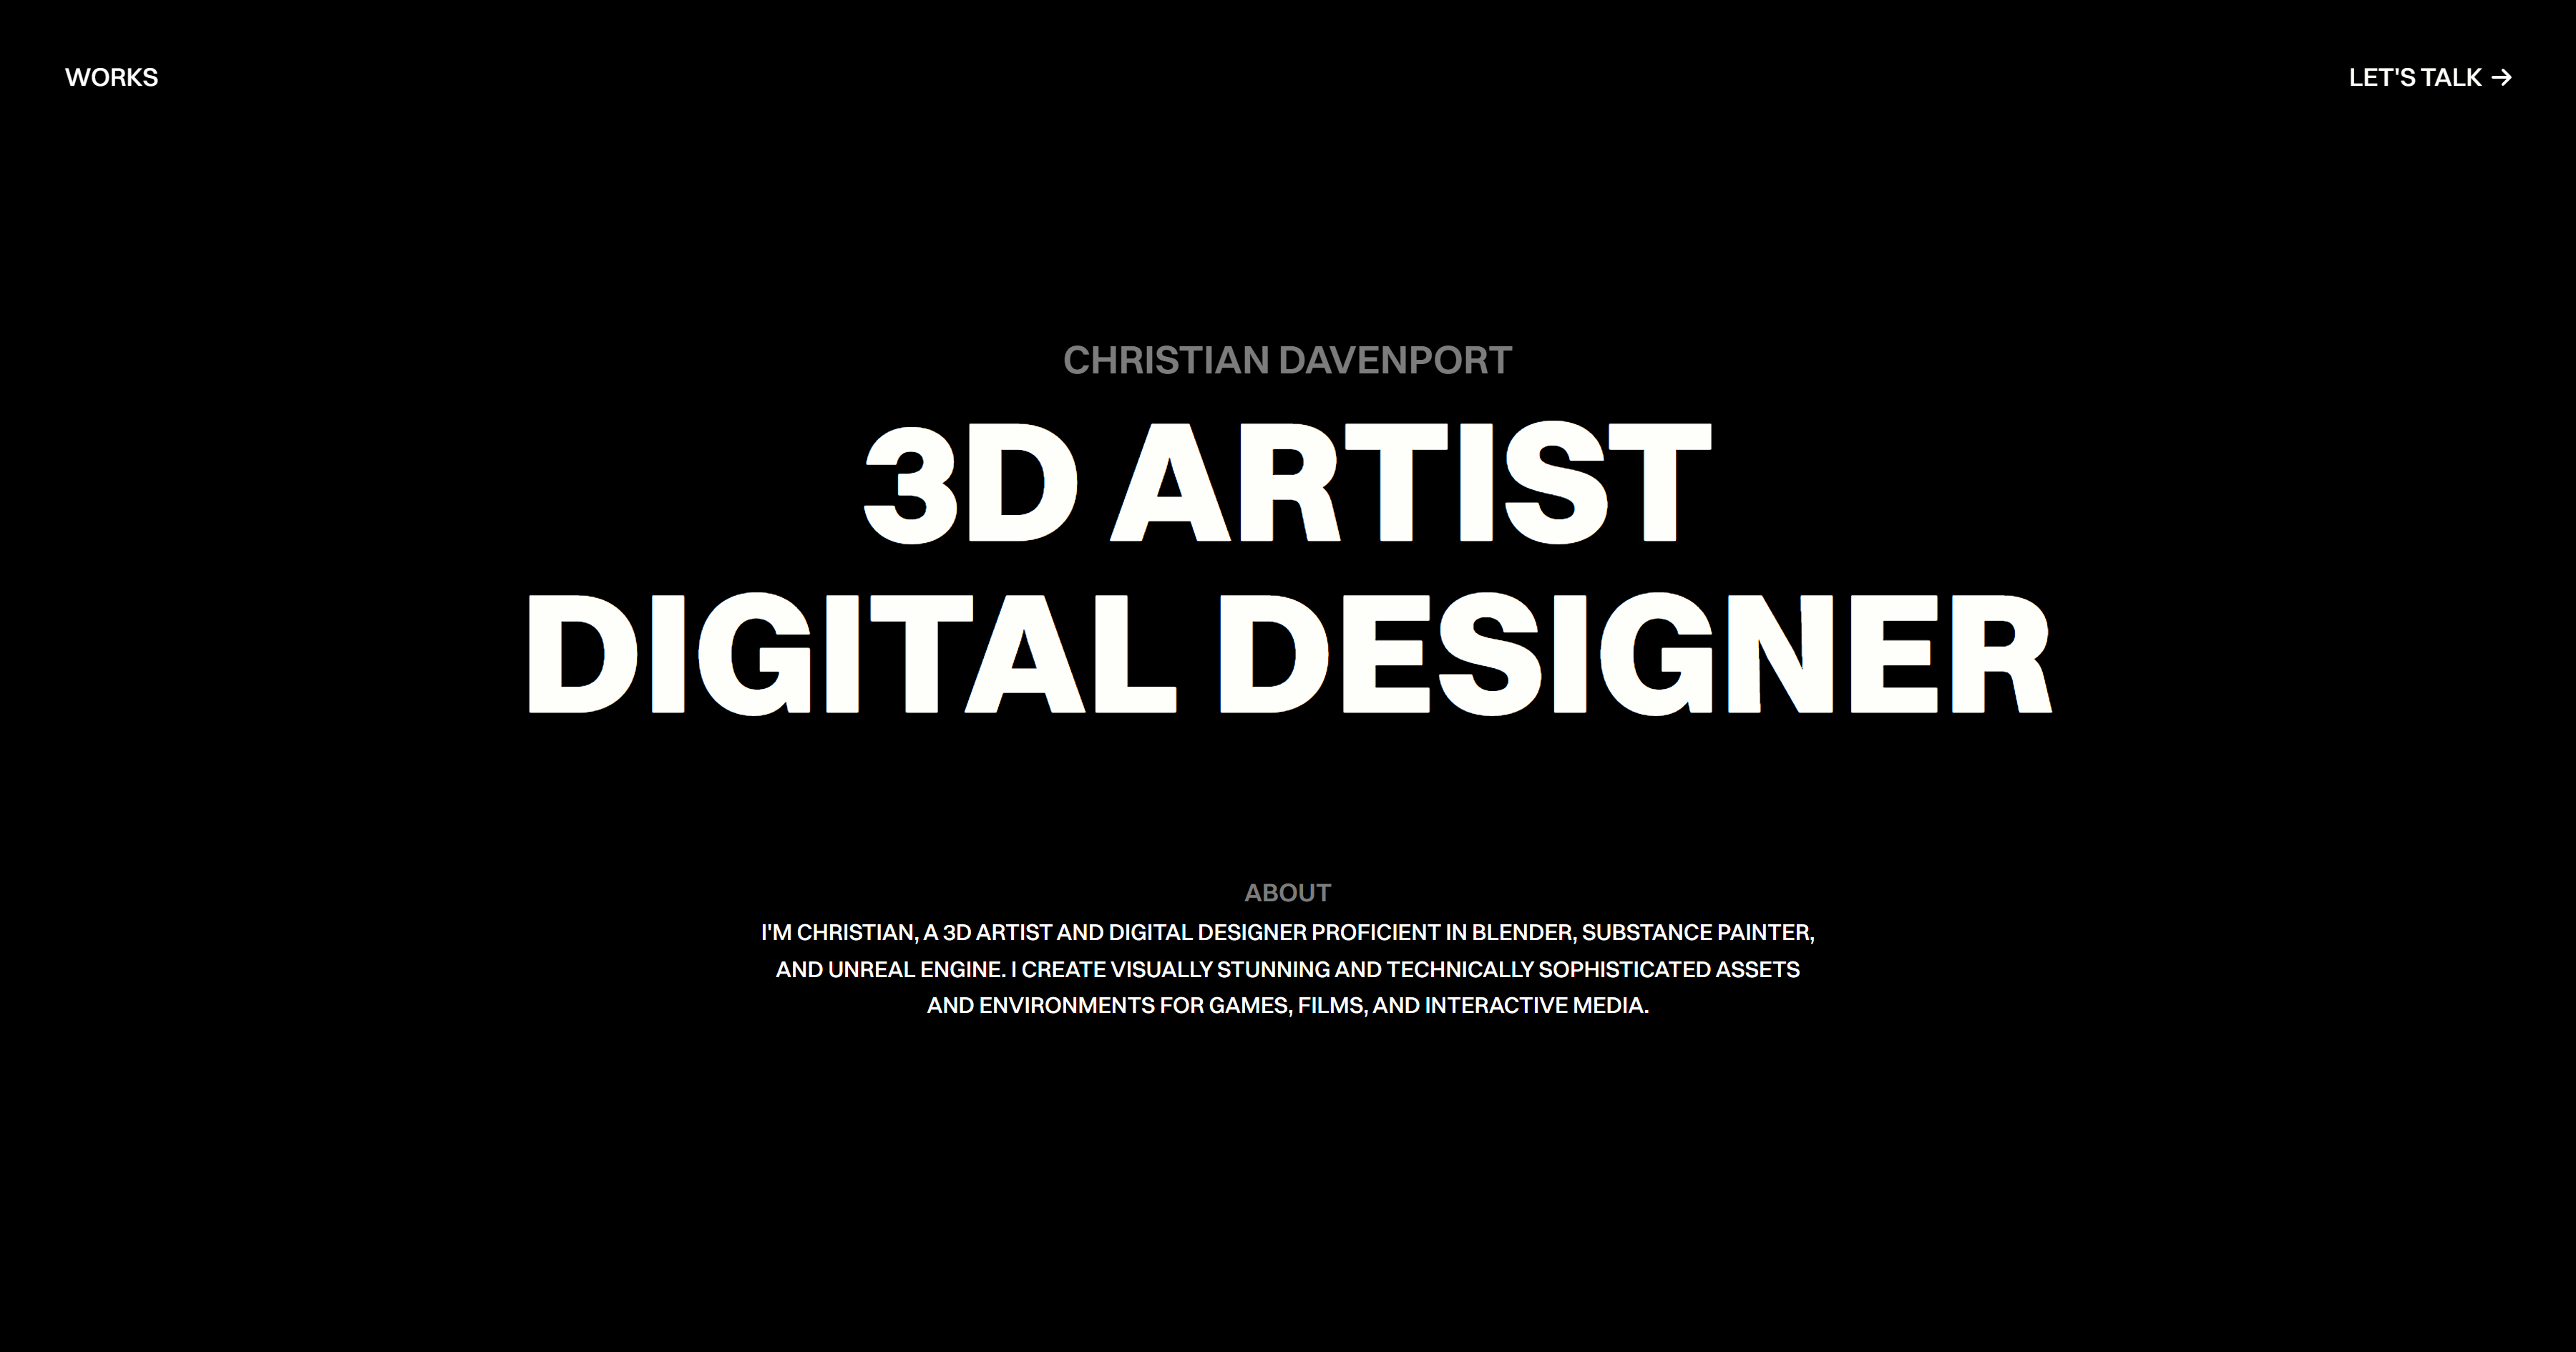 WORKS
LET'S TALK →
CHRISTIAN DAVENPORT
3D ARTIST
DIGITAL DESIGNER
ABOUT
I'M CHRISTIAN, A 3D ARTIST AND DIGITAL DESIGNER PROFICIENT IN BLENDER, SUBSTANCE PAINTER,
AND UNREAL ENGINE. I CREATE VISUALLY STUNNING AND TECHNICALLY SOPHISTICATED ASSETS
AND ENVIRONMENTS FOR GAMES, FILMS, AND INTERACTIVE MEDIA.